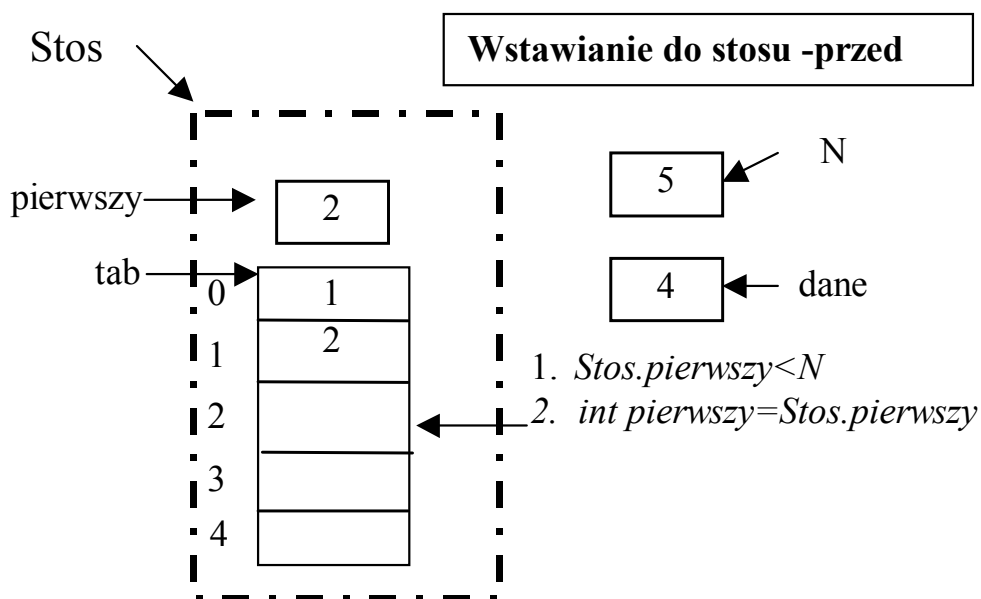 Stos
Wstawianie do stosu -przed
N
5
pierwszy
2
tab
4
dane
0
1
1
2
1. Stos.pierwszy<N
2. int pierwszy=Stos.pierwszy
2
3
4